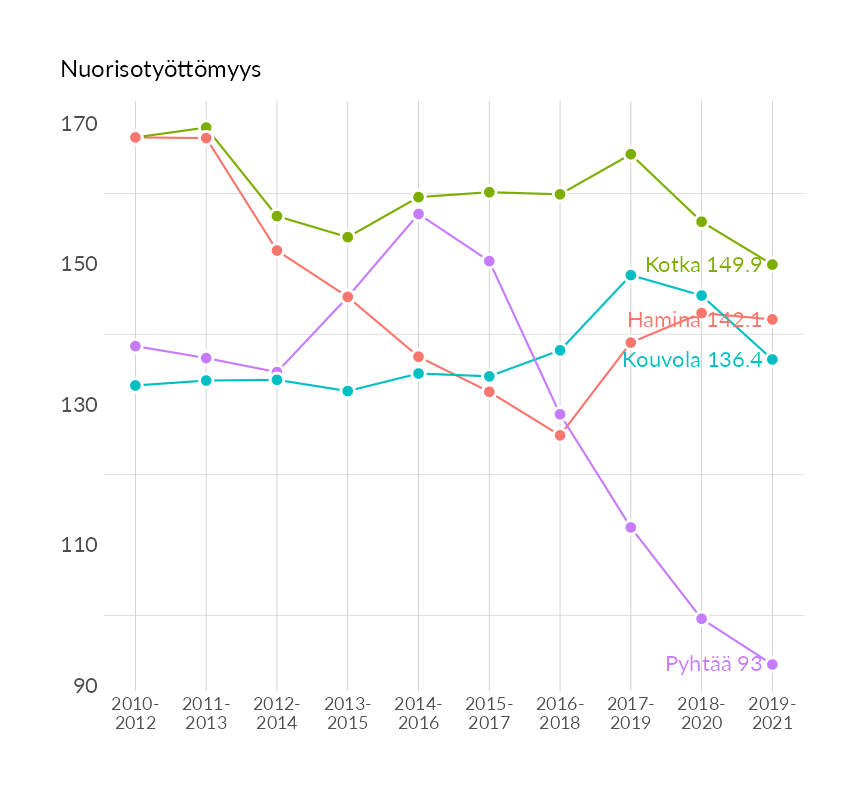 Nuorisotyöttömyys
170
150
130
110
90
Kotka 149.9
Hamina 142.1
Kouvola 136.4
Pyhtää 93
2010- 2011- 2012- 2013- 2014- 2015- 2016- 2017- 2018- 2019-
2012 2013 2014 2015 2016 2017 2018 2019 2020 2021